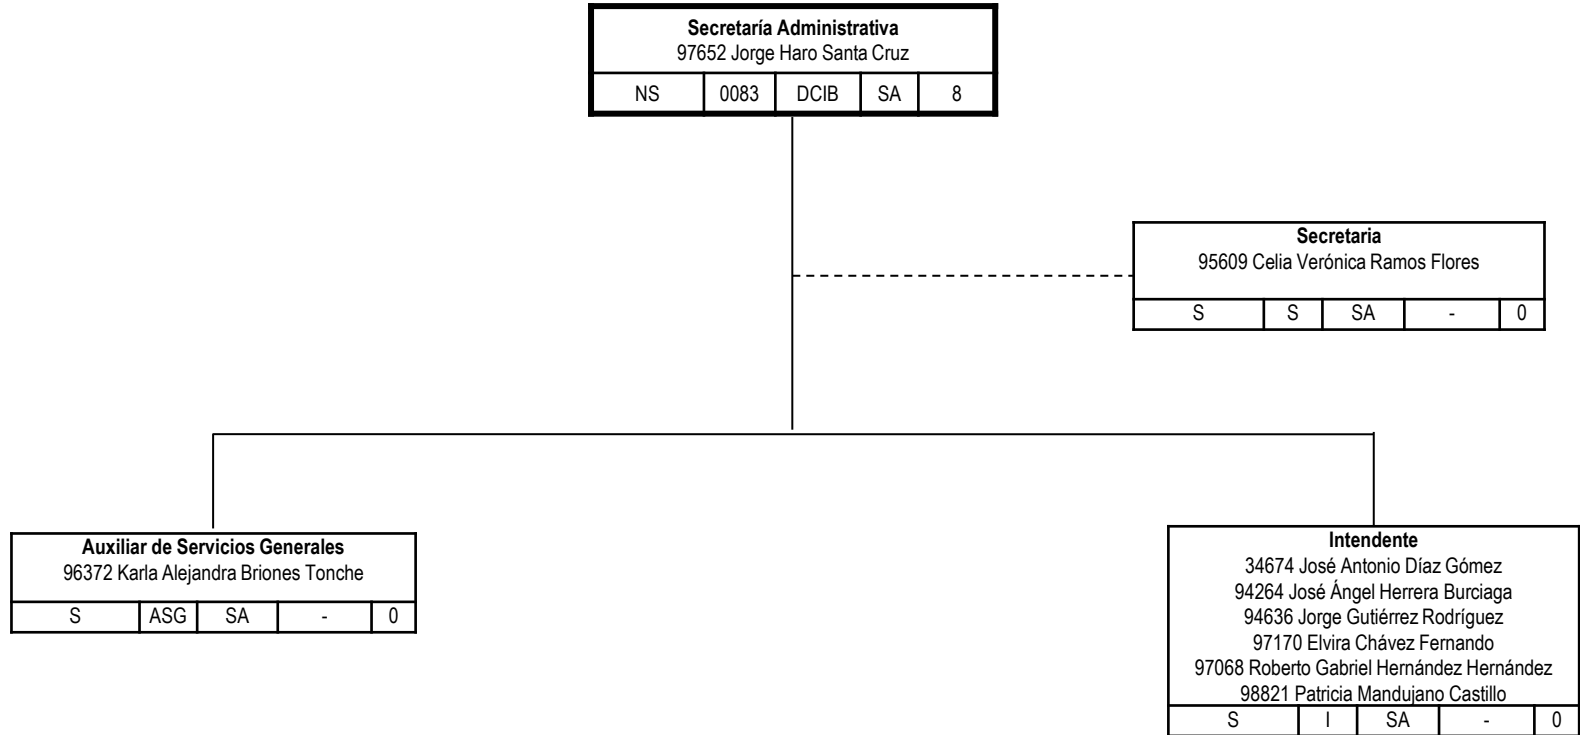 Secretaría Administrativa
97652 Jorge Haro Santa Cruz
NS 0083 DCIB SA 8
Secretaria
95609 Celia Verónica Ramos Flores
S S SA - 0
Auxiliar de Servicios Generales
96372 Karla Alejandra Briones Tonche
S ASG SA - 0
Intendente
34674 José Antonio Díaz Gómez
94264 José Ángel Herrera Burciaga
94636 Jorge Gutiérrez Rodríguez
97170 Elvira Chávez Fernando
97068 Roberto Gabriel Hernández Hernández
98821 Patricia Mandujano Castillo
S I SA - 0